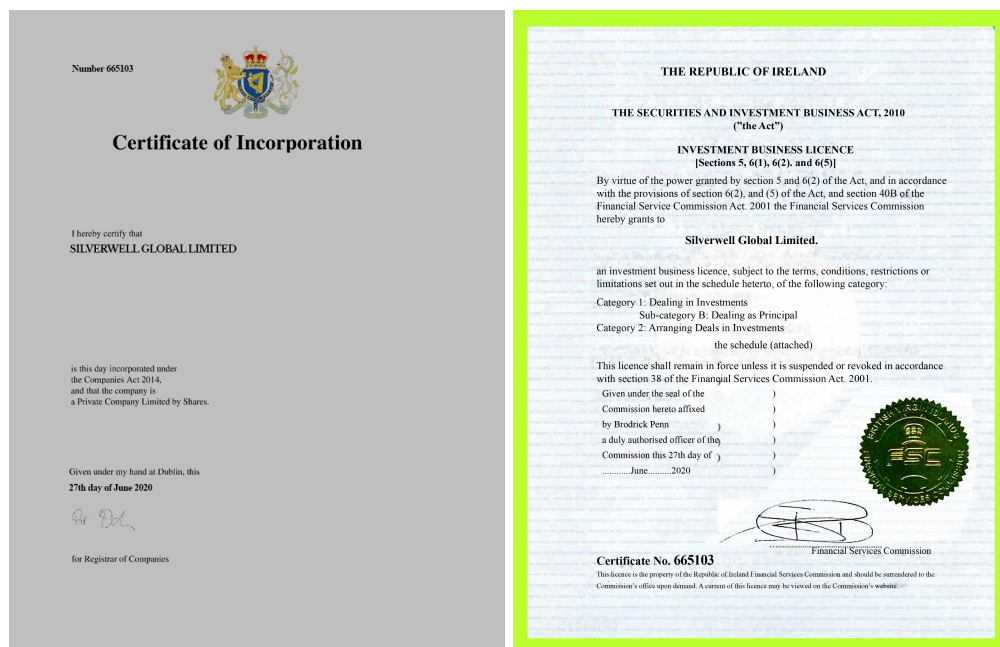 Number 665103
Certificate of Incorporation
I hereby certify that
SILVERWELL GLOBAL LIMITED
is this day incorporated under
the Companies Act 2014,
and that the company is
a Private Company Limited by Shares.
Given under my hand at Dublin, this
27th day of June 2020
for Registrar of Companies
THE REPUBLIC OF IRELAND
THE SECURITIES AND INVESTMENT BUSINESS ACT, 2010
("the Act")
INVESTMENT BUSINESS LICENCE
[Sections 5, 6(1), 6(2). and 6(5)]
By virtue of the power granted by section 5 and 6(2) of the Act, and in accordance
with the provisions of section 6(2), and (5) of the Act, and section 40B of the
Financial Service Commission Act. 2001 the Financial Services Commission
hereby grants to
Silverwell Global Limited.
an investment business licence, subject to the terms, conditions, restrictions or
limitations set out in the schedule heterto, of the following category:
Category 1: Dealing in Investments
Sub-category B: Dealing as Principal
Category 2: Arranging Deals in Investments
the schedule (attached)
This licence shall remain in force unless it is suspended or revoked in accordance
with section 38 of the Financial Services Commission Act. 2001.
Given under the seal of the )
Commission hereto affixed )
by Brodrick Penn ) )
a duly authorised officer of the ) )
Commission this 27th day of ) )
............June..........2020 )
FSC
Financial Services Commission
Certificate No. 665103
This licence is the property of the Republic of Ireland Financial Services Commission and should be surrendered to the
Commission's office upon demand. A current of this licence may be viewed on the Commission's website.